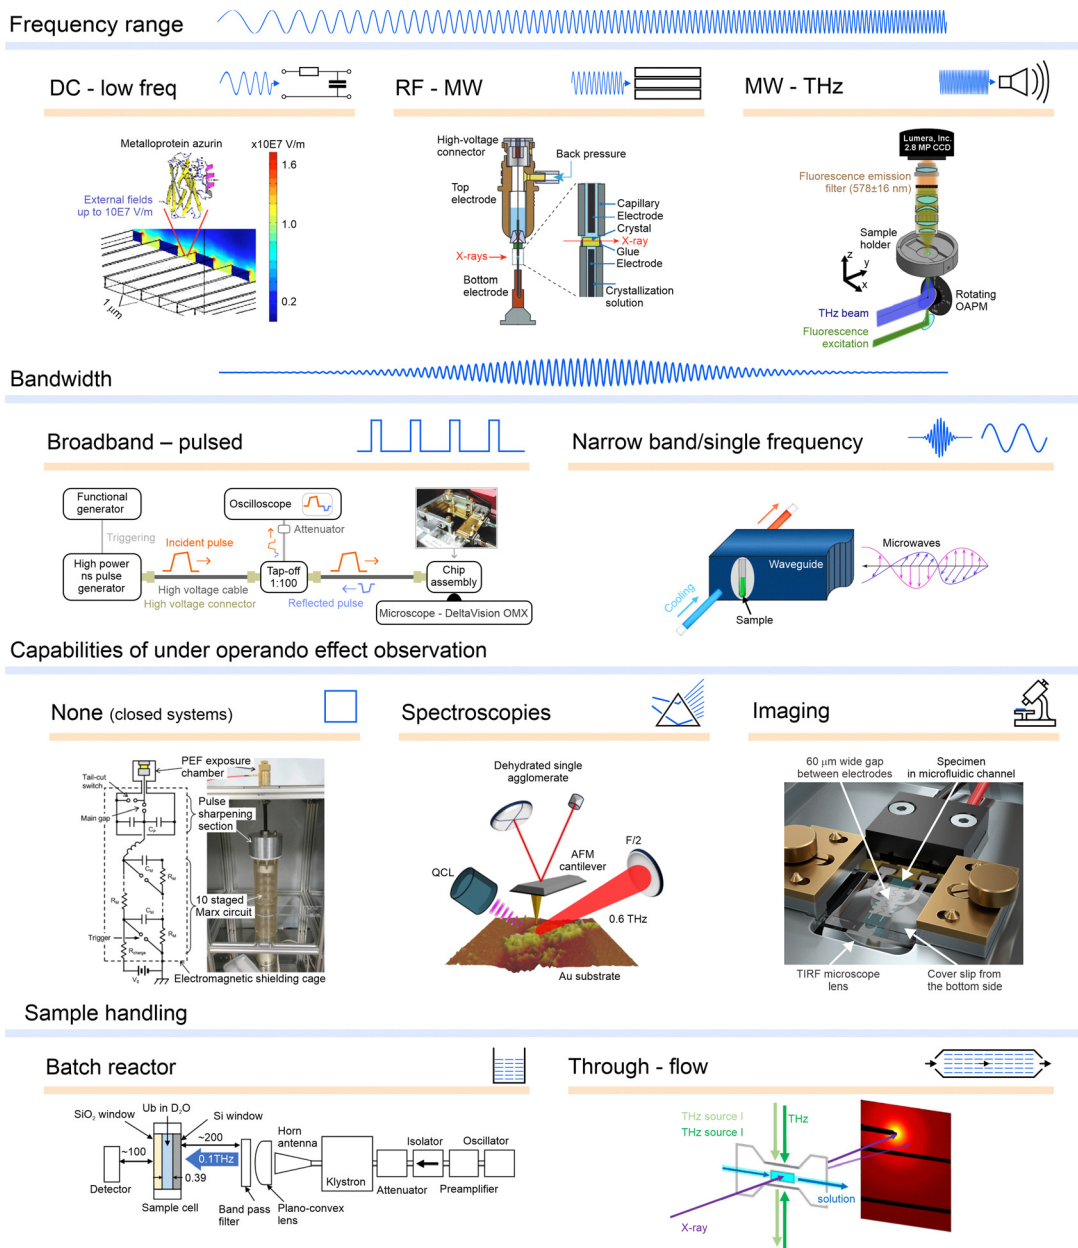 Frequency range
DC - low freq
RF - MW
MW - THz
Metalloprotein azurin
x10E7 V/m
1.6
1.0
0.2
External fields
up to 10E7 V/m
1 µm
High-voltage
connector
Back pressure
Top
electrode
Capillary
Electrode
Crystal
X-ray
Glue
Electrode
X-rays
Bottom
electrode
Crystallization
solution
Lumera, Inc.
2.8 MP CCD
Fluorescence emission
filter (578±16 nm)
Sample
holder
z
y
x
Rotating
OAPM
THz beam
Fluorescence
excitation
Bandwidth
Broadband – pulsed
Narrow band/single frequency
Functional
generator
Oscilloscope
Triggering
Attenuator
Incident pulse
High power
ns pulse
generator
Tap-off
1:100
Chip
assembly
High voltage cable
High voltage connector
Reflected pulse
Microscope - DeltaVision OMX
Microwaves
Waveguide
Cooling
Sample
Capabilities of under operando effect observation
None (closed systems)
Spectroscopies
Imaging
PEF exposure
chamber
Tail-cut
switch
Main gap
Pulse
sharpening
section
10 staged
Marx circuit
Trigger
Electromagnetic shielding cage
Dehydrated single
agglomerate
F/2
AFM
cantilever
QCL
0.6 THz
Au substrate
60 µm wide gap
between electrodes
Specimen
in microfluidic channel
TIRF microscope
lens
Cover slip from
the bottom side
Sample handling
Batch reactor
Through - flow
Ub in D₂O
SiO₂ window
Si window
~200
~100
0.1THz
0.39
Detector
Sample cell
Band pass
filter
Plano-convex
lens
Horn
antenna
Klystron
Isolator
Oscillator
Attenuator
Preamplifier
THz source I
THz
THz source I
solution
X-ray